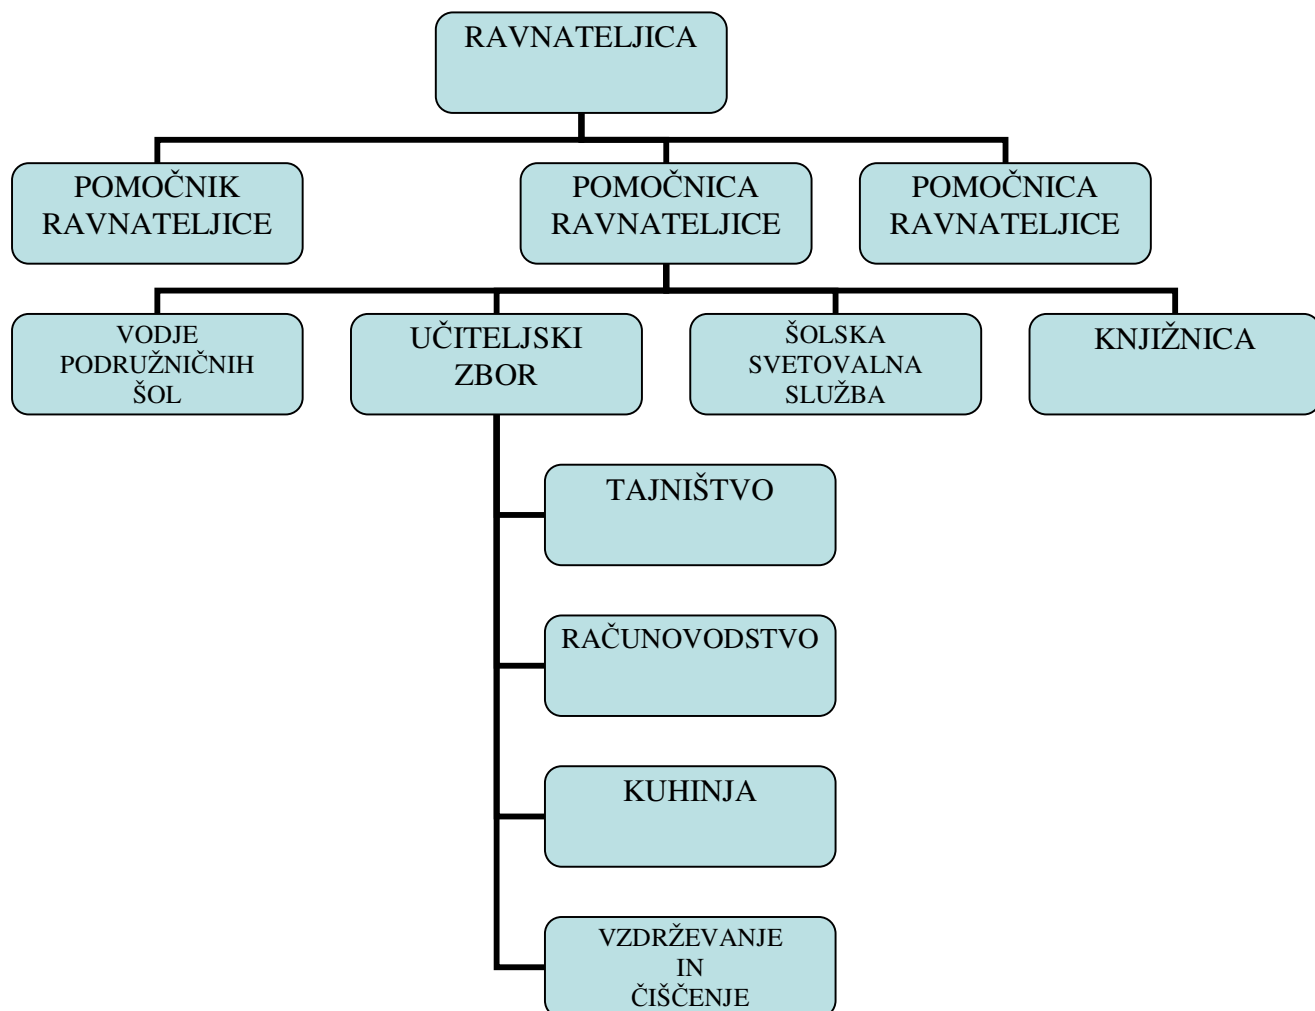 RAVNATELJICA
POMOČNIK
RAVNATELJICE
POMOČNICA
RAVNATELJICE
POMOČNICA
RAVNATELJICE
VODJE
PODRUŽNIČNIH
ŠOL
UČITELJSKI
ZBOR
ŠOLSKA
SVETOVALNA
SLUŽBA
KNJIŽNICA
TAJNIŠTVO
RAČUNOVODSTVO
KUHINJA
VZDRŽEVANJE
IN
ČIŠČENJE